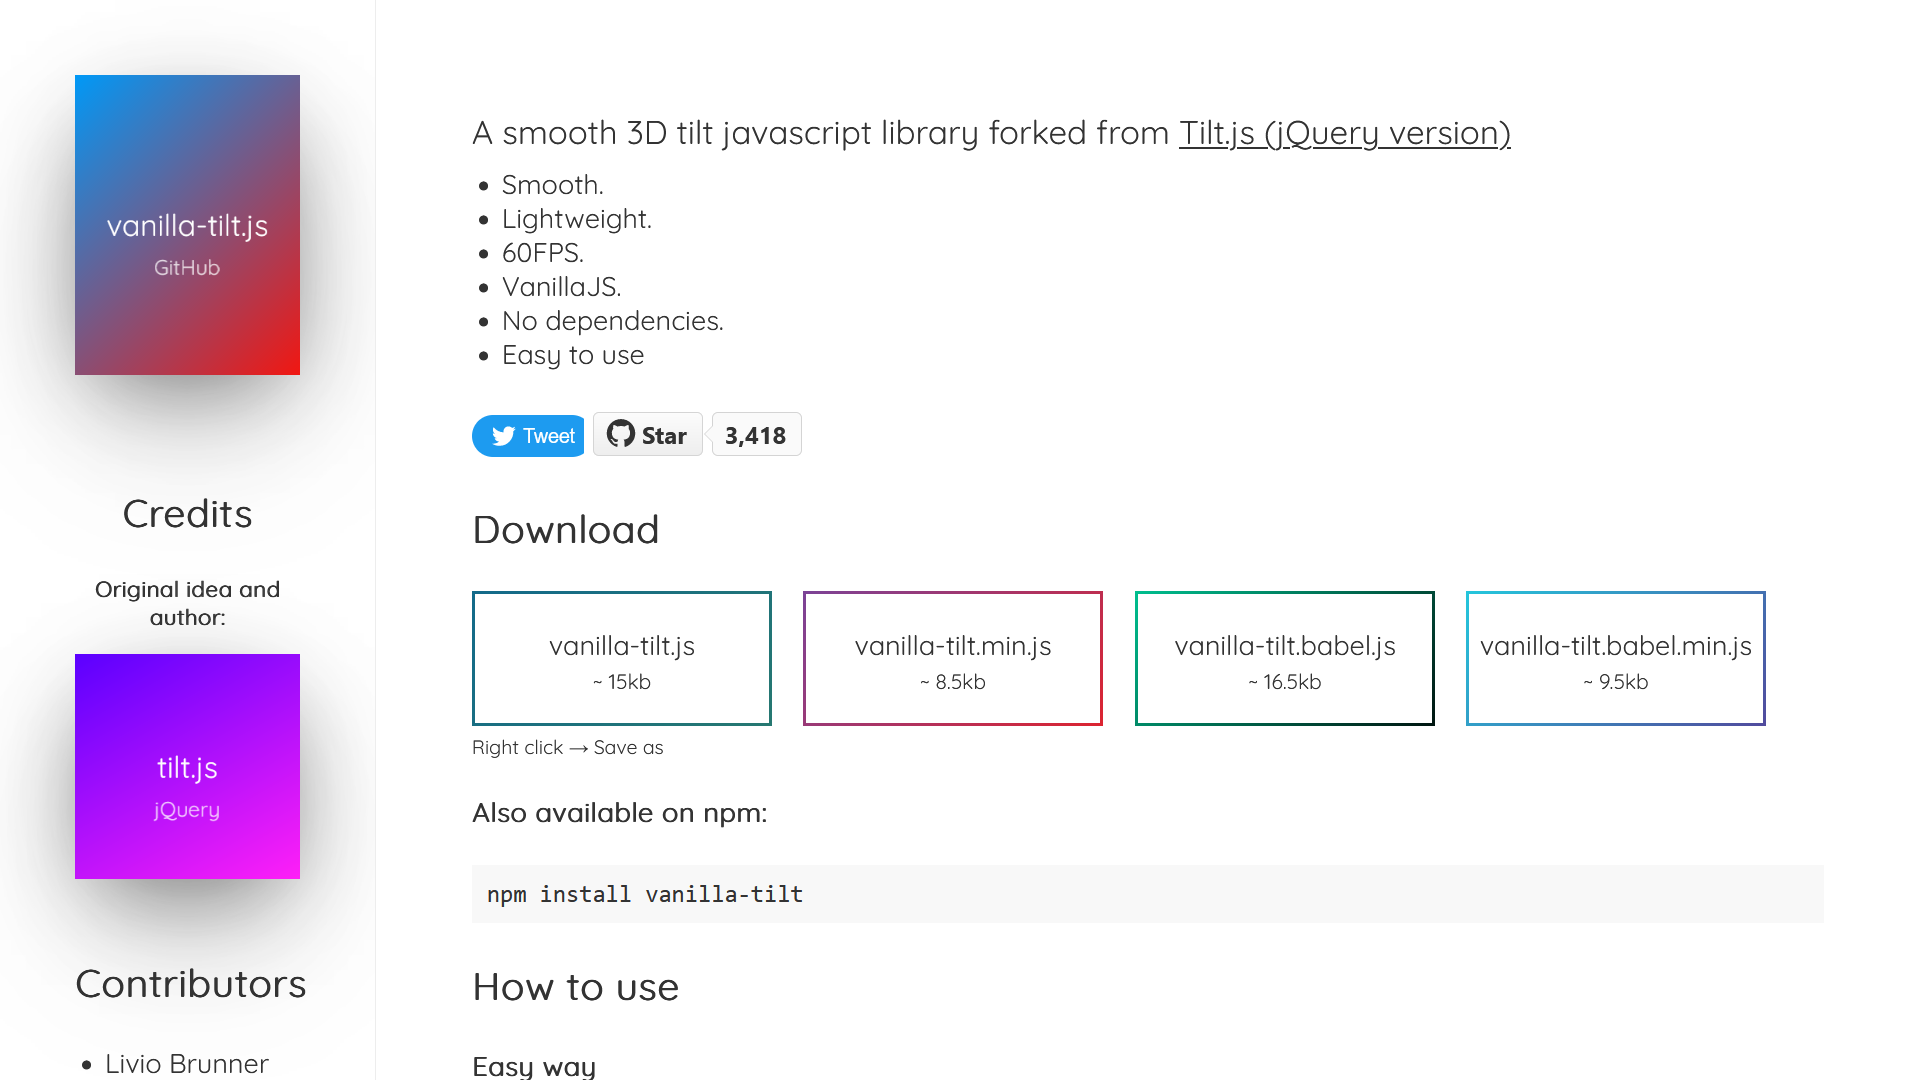 vanilla-tilt.js
GitHub
Credits
Original idea and
author:
tilt.js
jQuery
Contributors
• Livio Brunner
A smooth 3D tilt javascript library forked from Tilt.js (jQuery version)
• Smooth.
• Lightweight.
• 60FPS.
• VanillaJS.
• No dependencies.
• Easy to use
Tweet Star 3,418
Download
vanilla-tilt.js
~ 15kb
vanilla-tilt.min.js
~ 8.5kb
vanilla-tilt.babel.js
~ 16.5kb
vanilla-tilt.babel.min.js
~ 9.5kb
Right click → Save as
Also available on npm:
npm install vanilla-tilt
How to use
Easy way